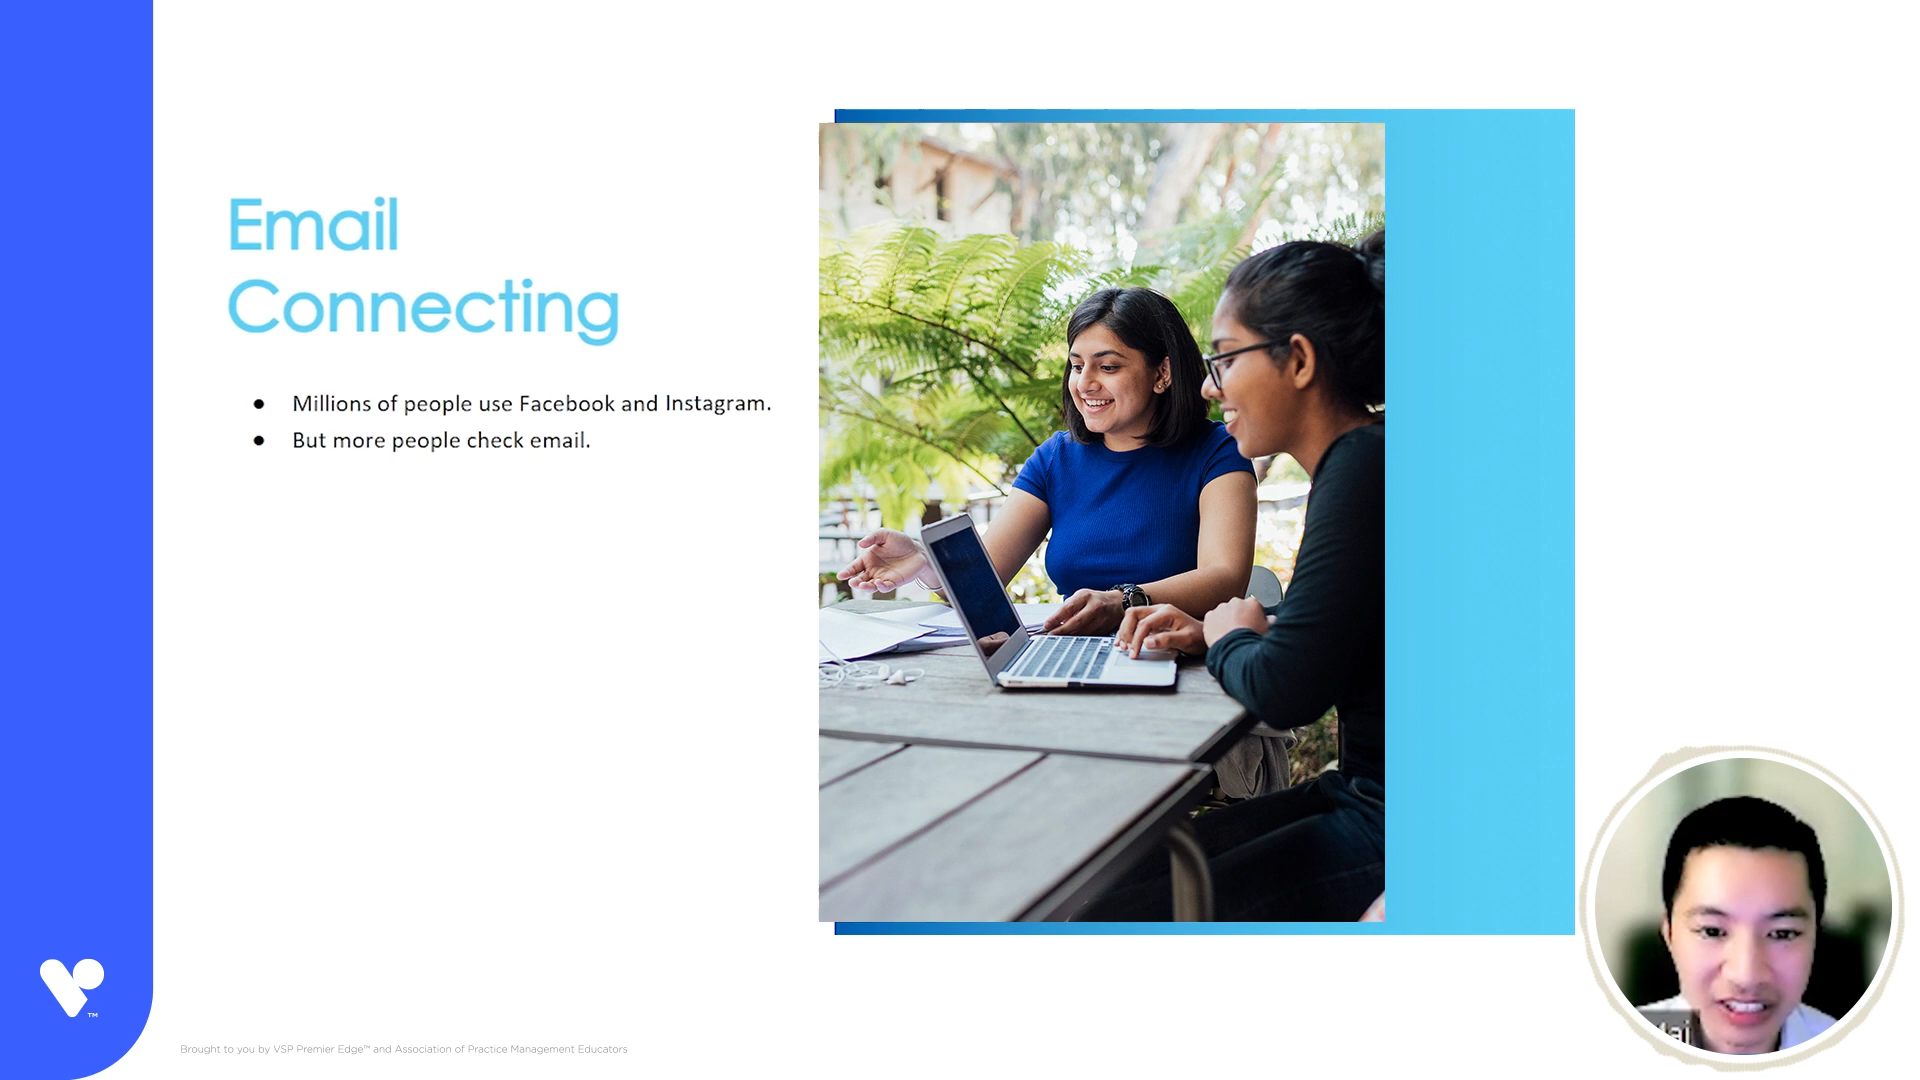 Email
Connecting
● Millions of people use Facebook and Instagram.
● But more people check email.
TM
Brought to you by VSP Premier Edge™ and Association of Practice Management Educators